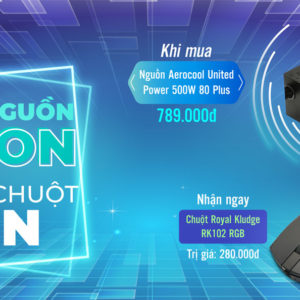 GUỒN
ON
CHUỘT
N
Khi mua
Nguồn Aerocool United
Power 500W 80 Plus
789.000đ
Nhận ngay
Chuột Royal Kludge
RK102 RGB
Trị giá: 280.000đ